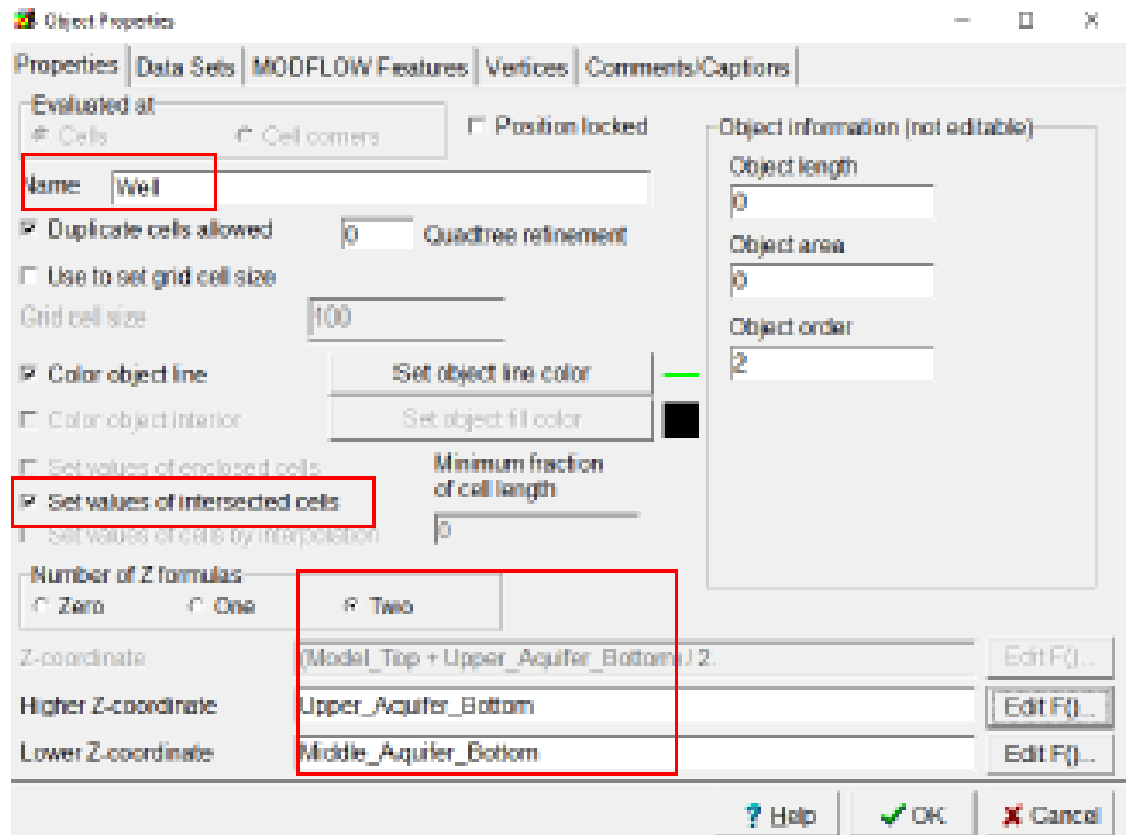 Object Properties
Properties Data Sets MODFLOW Features Vertices Comments/Captions
Evaluated at
Cells Cell corners
Position locked
Name Well
Duplicate cells allowed 0 Quadtree refinement
Use to set grid cell size
Grid cell size 100
Color object line Set object line color
Color object interior Set object fill color
Set values of enclosed cells
Set values of intersected cells
Set values of cells by interpolation
Minimum fraction
of cell length
0
Object information (not editable)
Object length
0
Object area
0
Object order
2
Number of Z formulas
Zero One Two
Z-coordinate (Model_Top + Upper_Aquifer_Bottom) / 2. Edit F()...
Higher Z-coordinate Upper_Aquifer_Bottom Edit F()...
Lower Z-coordinate Middle_Aquifer_Bottom Edit F()...
? Help OK Cancel